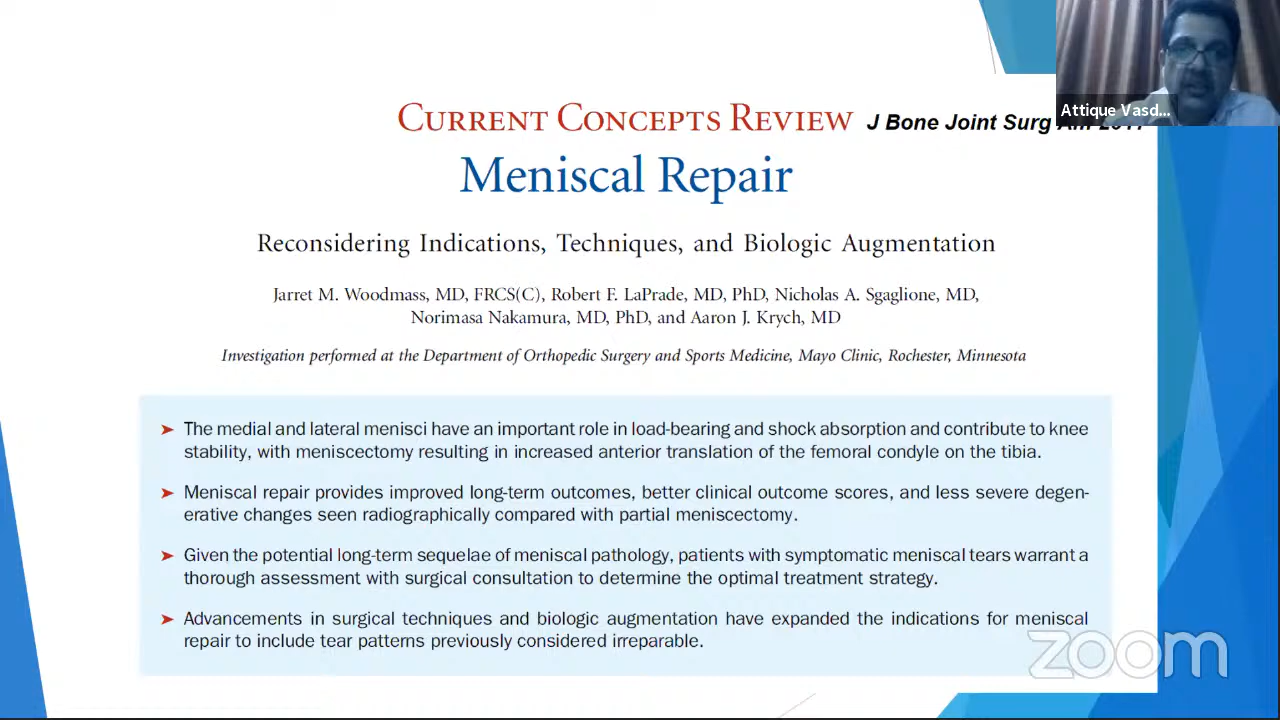 CURRENT CONCEPTS REVIEW J Bone Joint Surg Am 2017
Attique Vasd...
Meniscal Repair
Reconsidering Indications, Techniques, and Biologic Augmentation
Jarret M. Woodmass, MD, FRCS(C), Robert F. LaPrade, MD, PhD, Nicholas A. Sgaglione, MD,
Norimasa Nakamura, MD, PhD, and Aaron J. Krych, MD
Investigation performed at the Department of Orthopedic Surgery and Sports Medicine, Mayo Clinic, Rochester, Minnesota
➤ The medial and lateral menisci have an important role in load-bearing and shock absorption and contribute to knee
stability, with meniscectomy resulting in increased anterior translation of the femoral condyle on the tibia.
➤ Meniscal repair provides improved long-term outcomes, better clinical outcome scores, and less severe degen-
erative changes seen radiographically compared with partial meniscectomy.
➤ Given the potential long-term sequelae of meniscal pathology, patients with symptomatic meniscal tears warrant a
thorough assessment with surgical consultation to determine the optimal treatment strategy.
➤ Advancements in surgical techniques and biologic augmentation have expanded the indications for meniscal
repair to include tear patterns previously considered irreparable.
zoom